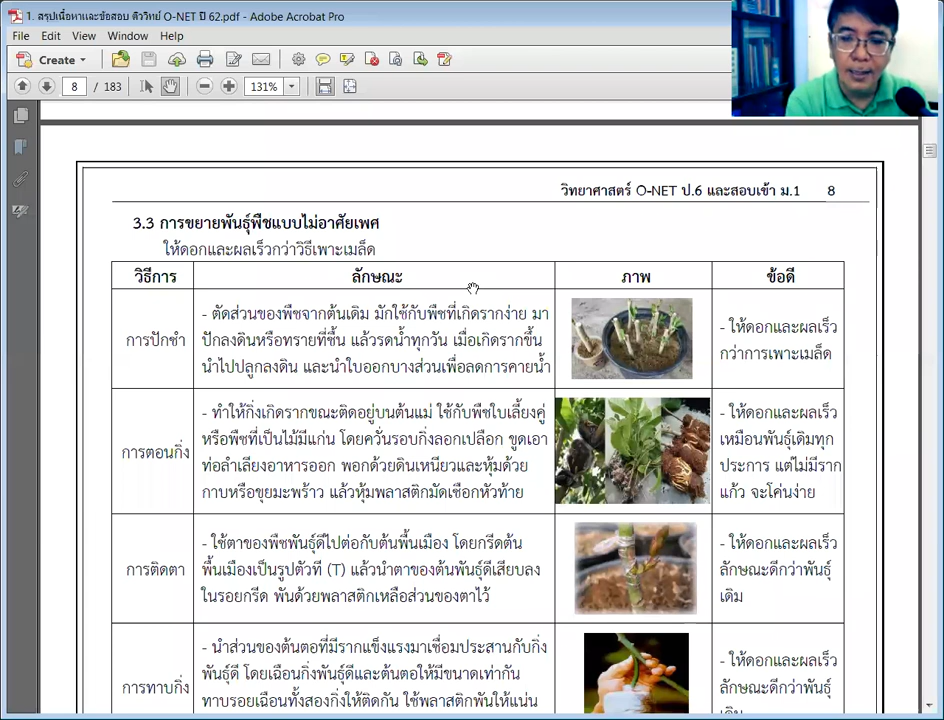 1. สรุปเนื้อหาและข้อสอบ ติววิทย์ O-NET ปี 62.pdf - Adobe Acrobat Pro
File Edit View Window Help
Create
8 / 183 131%
วิทยาศาสตร์ O-NET ป.6 และสอบเข้า ม.1 8
3.3 การขยายพันธุ์พืชแบบไม่อาศัยเพศ
ให้ดอกและผลเร็วกว่าวิธีเพาะเมล็ด
วิธีการ ลักษณะ ภาพ ข้อดี
การปักชำ
- ตัดส่วนของพืชจากต้นเดิม มักใช้กับพืชที่เกิดรากง่าย มา
ปักลงดินหรือทรายที่ชื้น แล้วรดน้ำทุกวัน เมื่อเกิดรากขึ้น
นำไปปลูกลงดิน และนำใบออกบางส่วนเพื่อลดการคายน้ำ
- ให้ดอกและผลเร็ว
กว่าการเพาะเมล็ด
การตอนกิ่ง
- ทำให้กิ่งเกิดรากขณะติดอยู่บนต้นแม่ ใช้กับพืชใบเลี้ยงคู่
หรือพืชที่เป็นไม้มีแก่น โดยควั่นรอบกิ่งลอกเปลือก ขูดเอา
ท่อลำเลียงอาหารออก พอกด้วยดินเหนียวและหุ้มด้วย
กาบหรือขุยมะพร้าว แล้วหุ้มพลาสติกมัดเชือกหัวท้าย
- ให้ดอกและผลเร็ว
เหมือนพันธุ์เดิมทุก
ประการ แต่ไม่มีราก
แก้ว จะโค่นง่าย
การติดตา
- ใช้ตาของพืชพันธุ์ดีไปต่อกับต้นพื้นเมือง โดยกรีดต้น
พื้นเมืองเป็นรูปตัวที (T) แล้วนำตาของต้นพันธุ์ดีเสียบลง
ในรอยกรีด พันด้วยพลาสติกเหลือส่วนของตาไว้
- ให้ดอกและผลเร็ว
ลักษณะดีกว่าพันธุ์
เดิม
การทาบกิ่ง
- นำส่วนของต้นตอที่มีรากแข็งแรงมาเชื่อมประสานกับกิ่ง
พันธุ์ดี โดยเฉือนกิ่งพันธุ์ดีและต้นตอให้มีขนาดเท่ากัน
ทาบรอยเฉือนทั้งสองกิ่งให้ติดกัน ใช้พลาสติกพันให้แน่น
- ให้ดอกและผลเร็ว
ลักษณะดีกว่าพันธุ์
เดิม